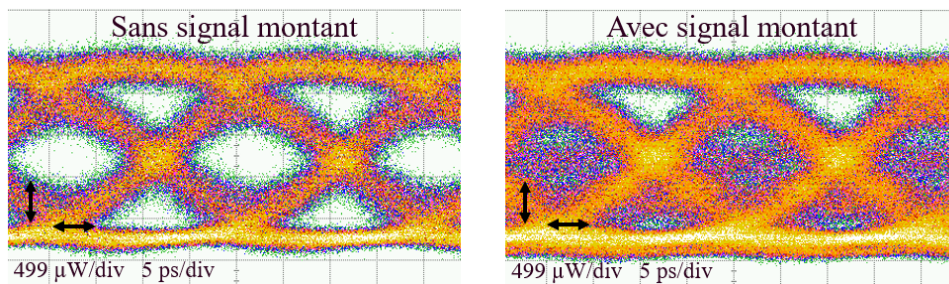 Sans signal montant
499 µW/div 5 ps/div
Avec signal montant
499 µW/div 5 ps/div